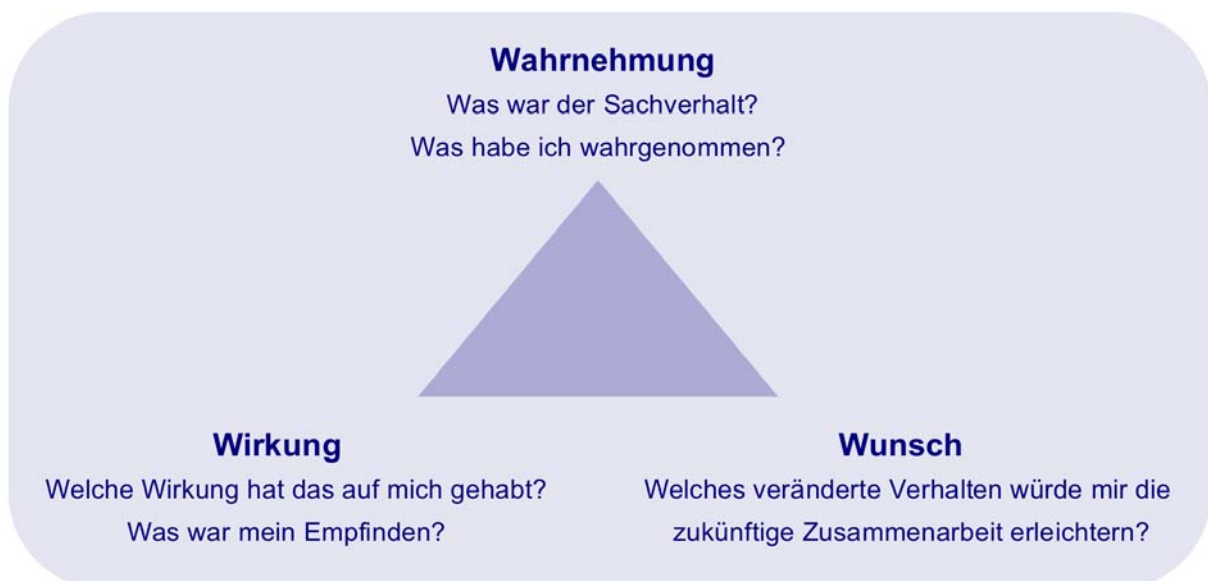 Wahrnehmung
Was war der Sachverhalt?
Was habe ich wahrgenommen?
Wirkung
Welche Wirkung hat das auf mich gehabt?
Was war mein Empfinden?
Wunsch
Welches veränderte Verhalten würde mir die
zukünftige Zusammenarbeit erleichtern?